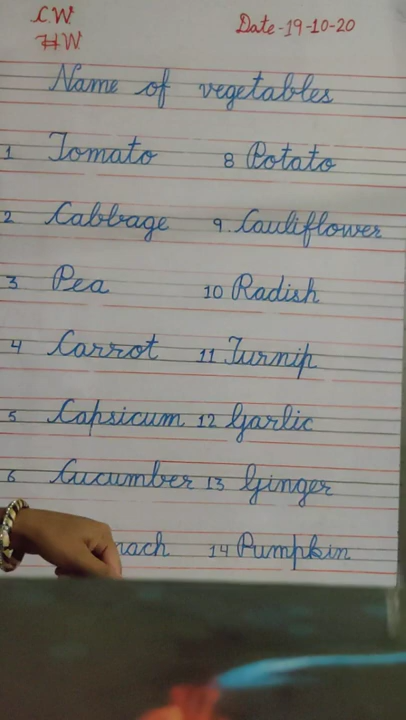 C.W Date-19-10-20
H.W
Name of vegetables
1 Tomato 8 Potato
2 Cabbage 9. Cauliflower
3 Pea 10 Radish
4 Carrot 11 Turnip
5 Capsicum 12 Garlic
6 Cucumber 13 Ginger
14 Pumpkin